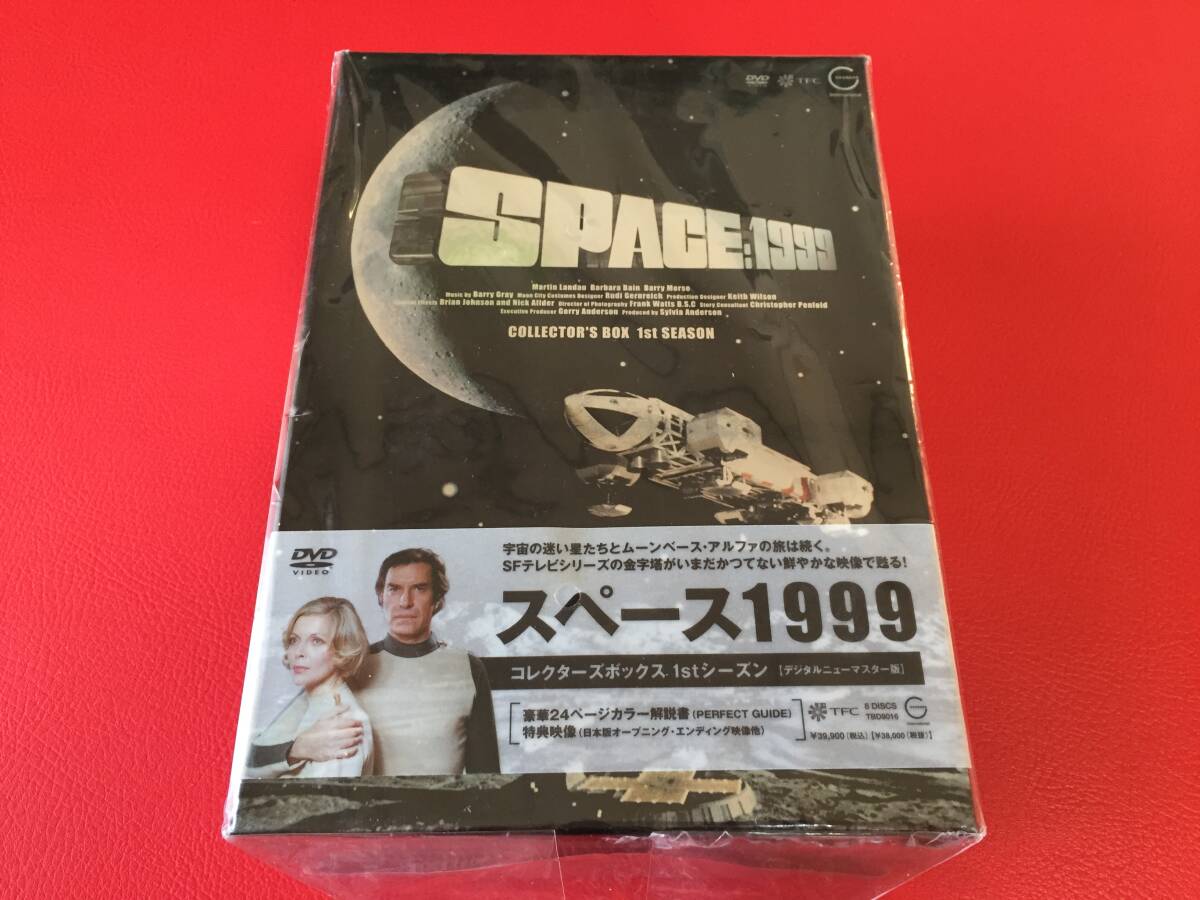 DVD
TFC
SPACE:1999
Martin Landau Barbara Bain Barry Morse
Music by Barry Gray Moon City Costumes Designer Rudi Gernreich Production Designer Keith Wilson
Special Effects Brian Johnson and Nick Allder Director of Photography Frank Watts B.S.C Story Consultant Christopher Penfold
Executive Producer Gerry Anderson Produced by Sylvia Anderson
COLLECTOR'S BOX 1st SEASON
DVD
VIDEO
宇宙の迷い星たちとムーンベース・アルファの旅は続く。
SFテレビシリーズの金字塔がいまだかつてない鮮やかな映像で甦る!
スペース1999
コレクターズボックス 1stシーズン 【デジタルニューマスター版】
豪華24ページカラー解説書 (PERFECT GUIDE)
特典映像 (日本版オープニング・エンディング映像他)
TFC
8 DISCS
TBD9016
¥39,900 (税込) 【¥38,000 (税抜)】